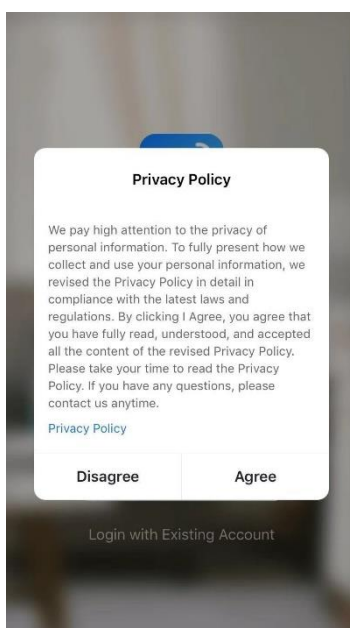 Privacy Policy
We pay high attention to the privacy of
personal information. To fully present how we
collect and use your personal information, we
revised the Privacy Policy in detail in
compliance with the latest laws and
regulations. By clicking I Agree, you agree that
you have fully read, understood, and accepted
all the content of the revised Privacy Policy.
Please take your time to read the Privacy
Policy. If you have any questions, please
contact us anytime.
Privacy Policy
Disagree Agree
Login with Existing Account